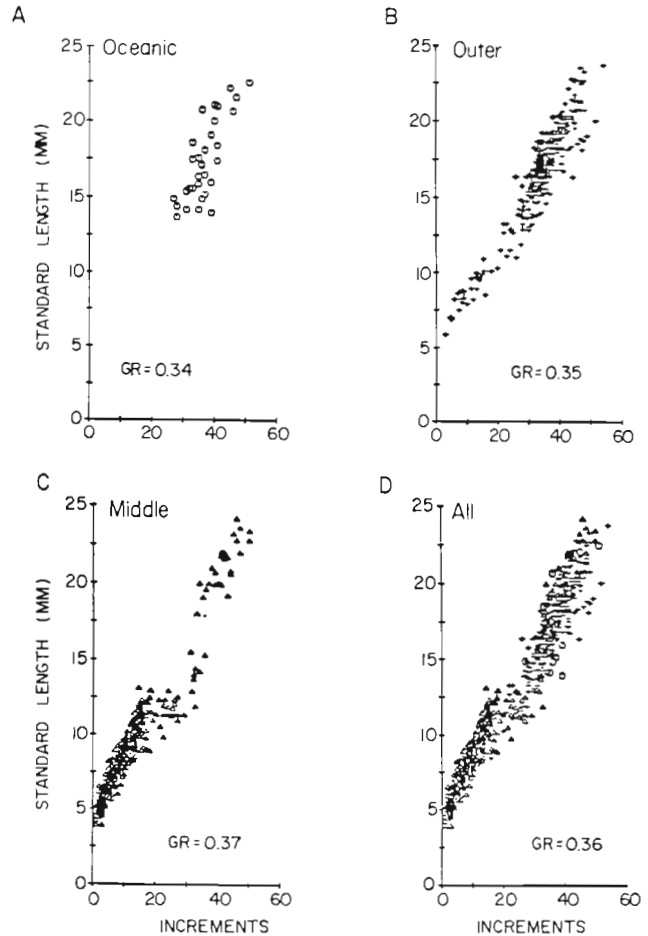 A
B
Oceanic
Outer
STANDARD LENGTH (MM)
25
20
15
10
5
0
0 20 40 60
GR = 0.34
25
20
15
10
5
0
0 20 40 60
GR = 0.35
C
D
Middle
All
STANDARD LENGTH (MM)
25
20
15
10
5
0
0 20 40 60
INCREMENTS
GR = 0.37
25
20
15
10
5
0
0 20 40 60
INCREMENTS
GR = 0.36